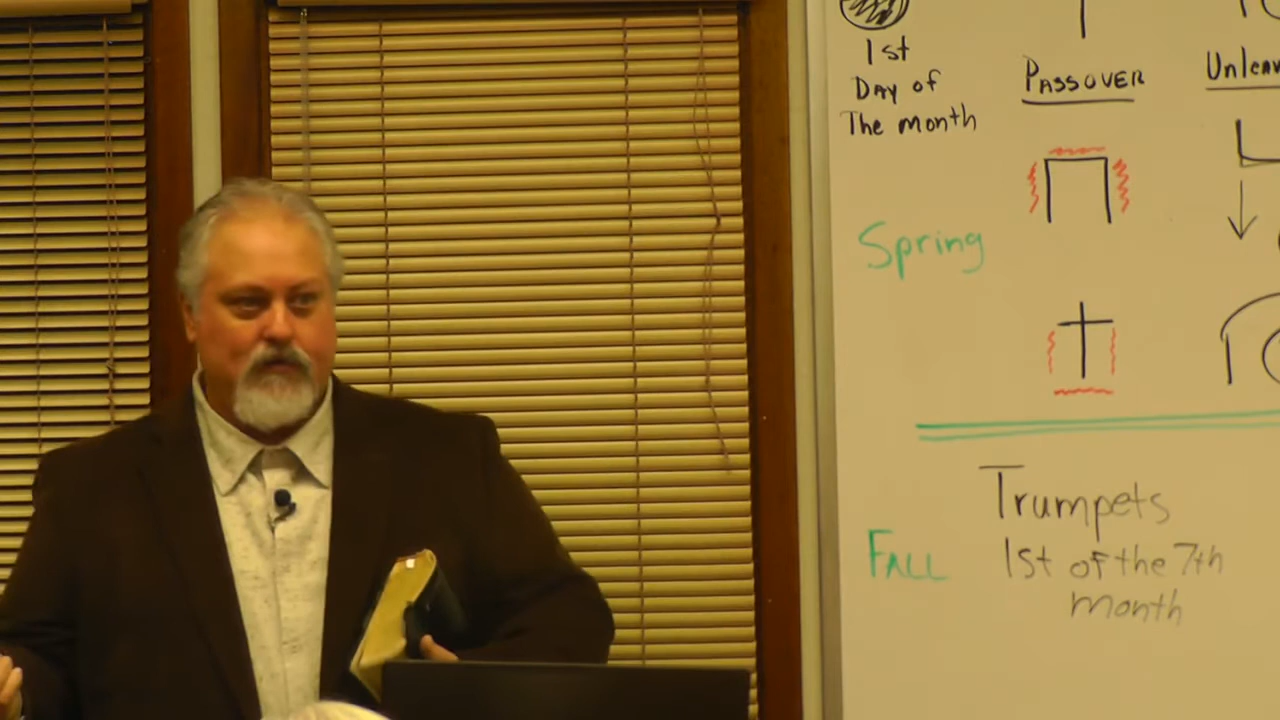 1st
Day of
The month
Passover
Spring
Trumpets
Fall
1st of the 7th
month